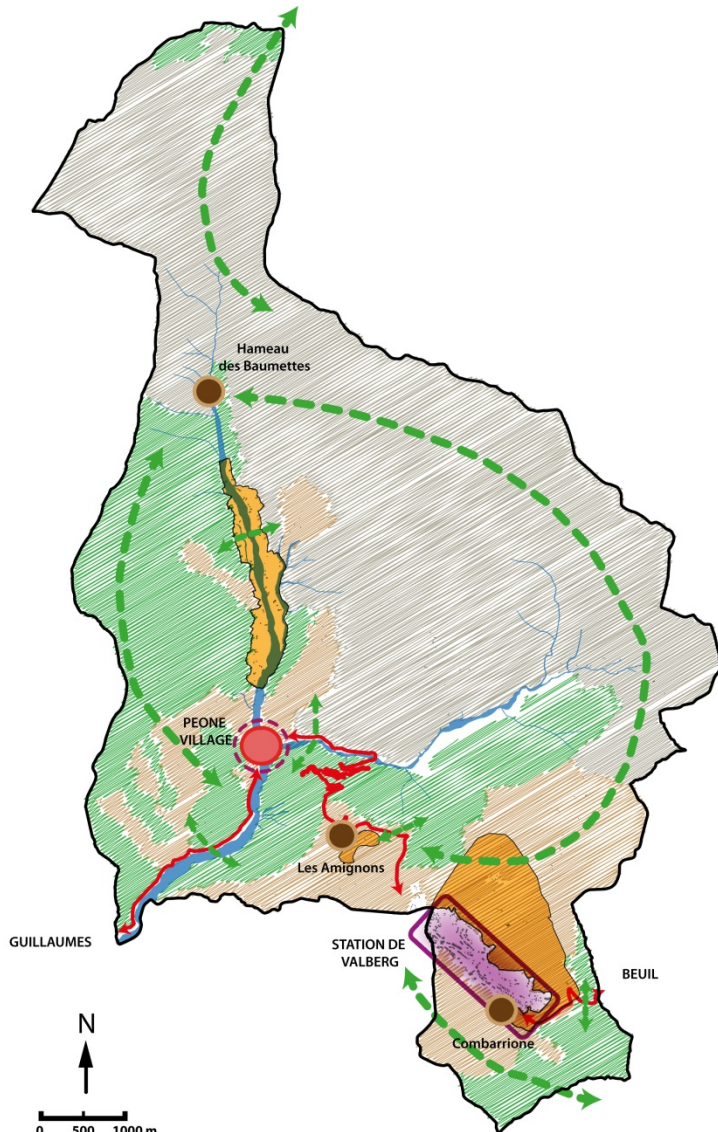 Hameau
des Baumettes
PEONE
VILLAGE
Les Amignons
GUILLAUMES
STATION DE
VALBERG
BEUIL
Combarrione
N
0 500 1000 m